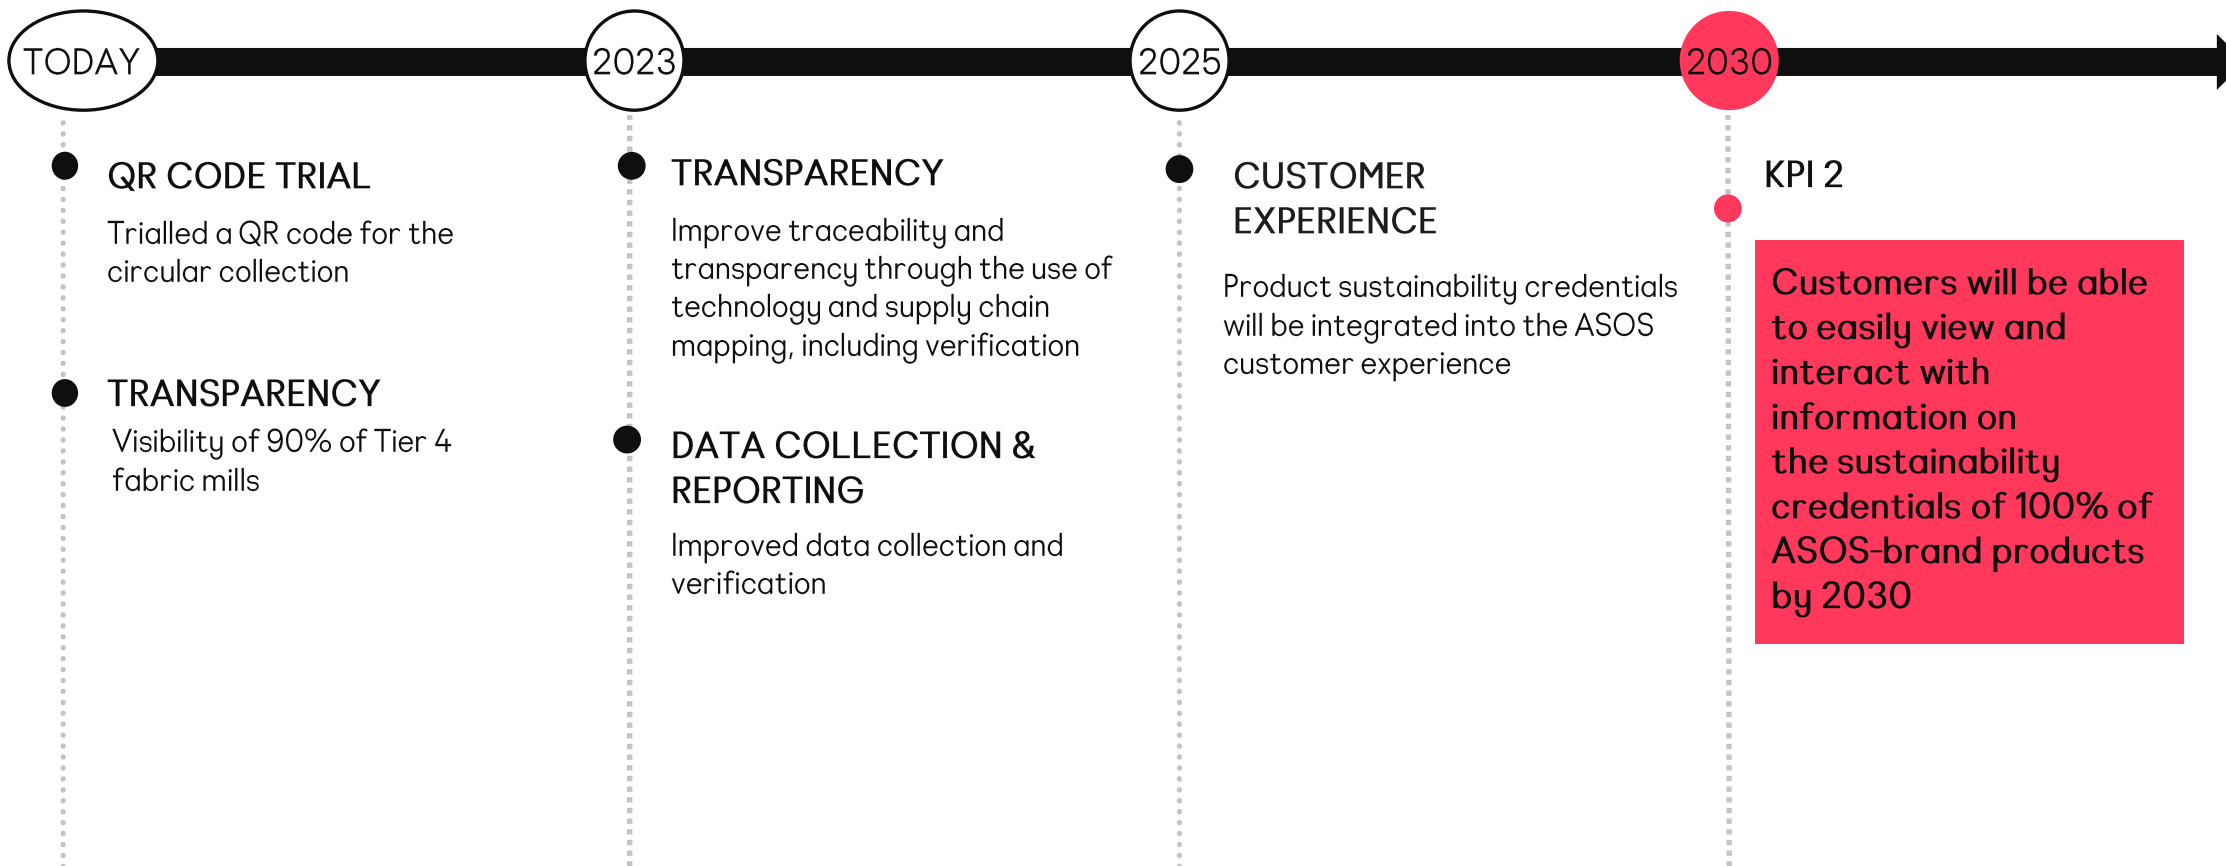 TODAY
2023
2025
2030
QR CODE TRIAL
Trialled a QR code for the
circular collection
TRANSPARENCY
Visibility of 90% of Tier 4
fabric mills
TRANSPARENCY
Improve traceability and
transparency through the use of
technology and supply chain
mapping, including verification
DATA COLLECTION &
REPORTING
Improved data collection and
verification
CUSTOMER
EXPERIENCE
Product sustainability credentials
will be integrated into the ASOS
customer experience
KPI 2
Customers will be able
to easily view and
interact with
information on
the sustainability
credentials of 100% of
ASOS-brand products
by 2030